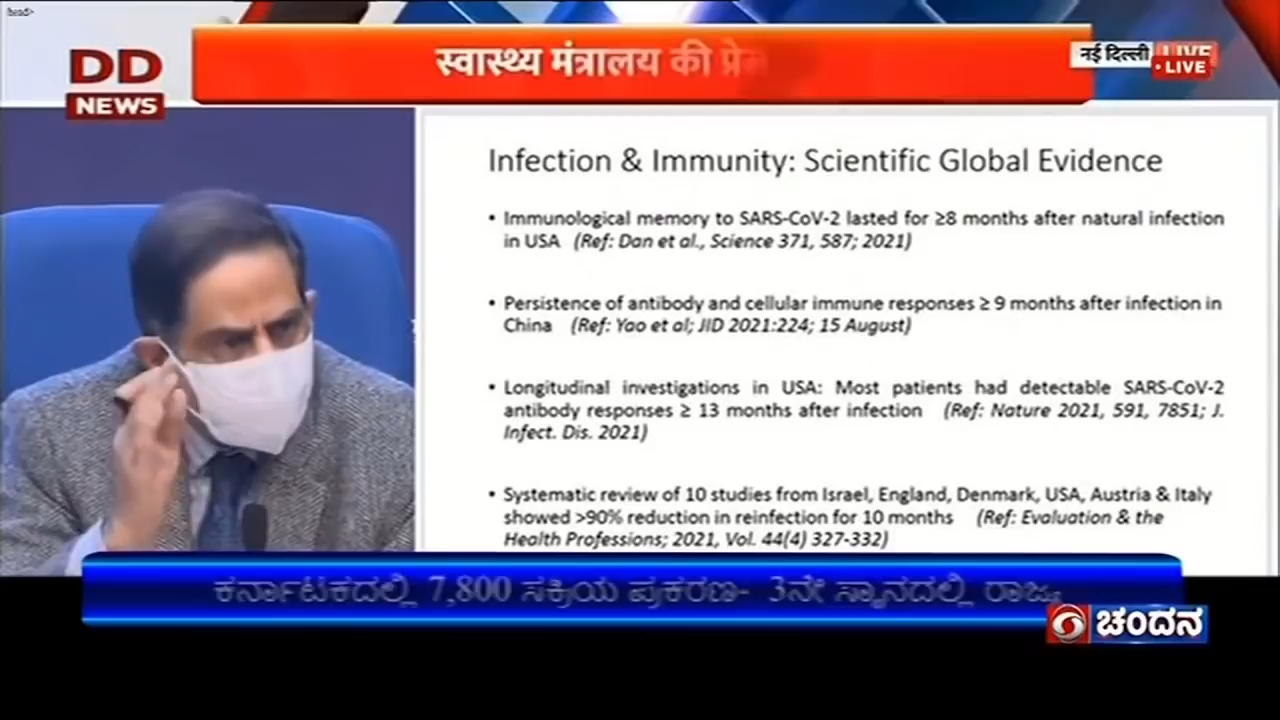 DD
NEWS
स्वास्थ्य मंत्रालय की
नई दिल्ली
LIVE
Infection & Immunity: Scientific Global Evidence
• Immunological memory to SARS-CoV-2 lasted for ≥8 months after natural infection
in USA (Ref: Dan et al., Science 371, 587; 2021)
• Persistence of antibody and cellular immune responses ≥ 9 months after infection in
China (Ref: Yao et al; JID 2021:224; 15 August)
• Longitudinal investigations in USA: Most patients had detectable SARS-CoV-2
antibody responses ≥ 13 months after infection (Ref: Nature 2021, 591, 7851; J.
Infect. Dis. 2021)
• Systematic review of 10 studies from Israel, England, Denmark, USA, Austria & Italy
showed >90% reduction in reinfection for 10 months (Ref: Evaluation & the
Health Professions; 2021, Vol. 44(4) 327-332)
ಕರ್ನಾಟಕದಲ್ಲಿ 7,800 ಸಕ್ರಿಯ ಪ್ರಕರಣ- 3ನೇ ಸ್ಥಾನದಲ್ಲಿ
ಚಂದನ